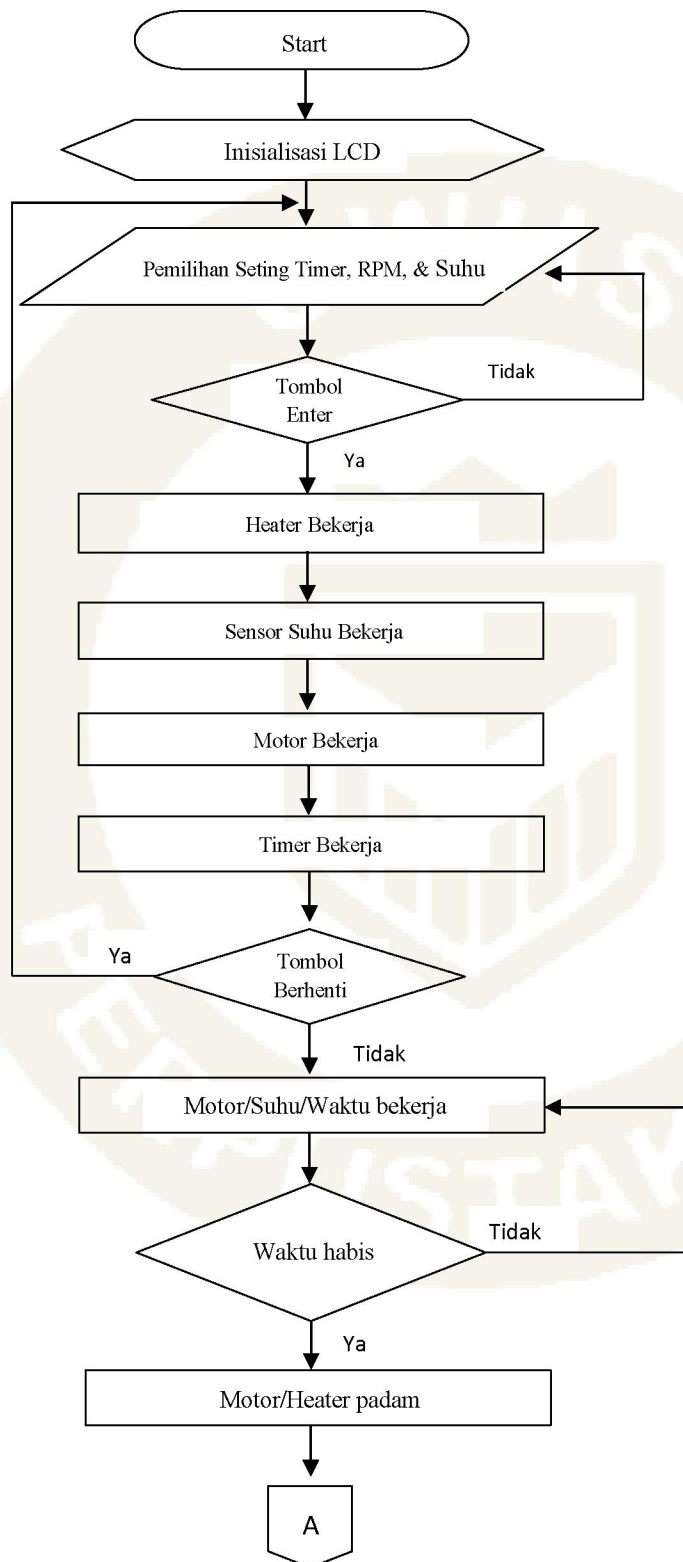 Start
Inisialisasi LCD
Pemilihan Seting Timer, RPM, & Suhu
Tombol
Enter
Tidak
Ya
Heater Bekerja
Sensor Suhu Bekerja
Motor Bekerja
Timer Bekerja
Ya
Tombol
Berhenti
Tidak
Motor/Suhu/Waktu bekerja
Waktu habis
Tidak
Ya
Motor/Heater padam
A